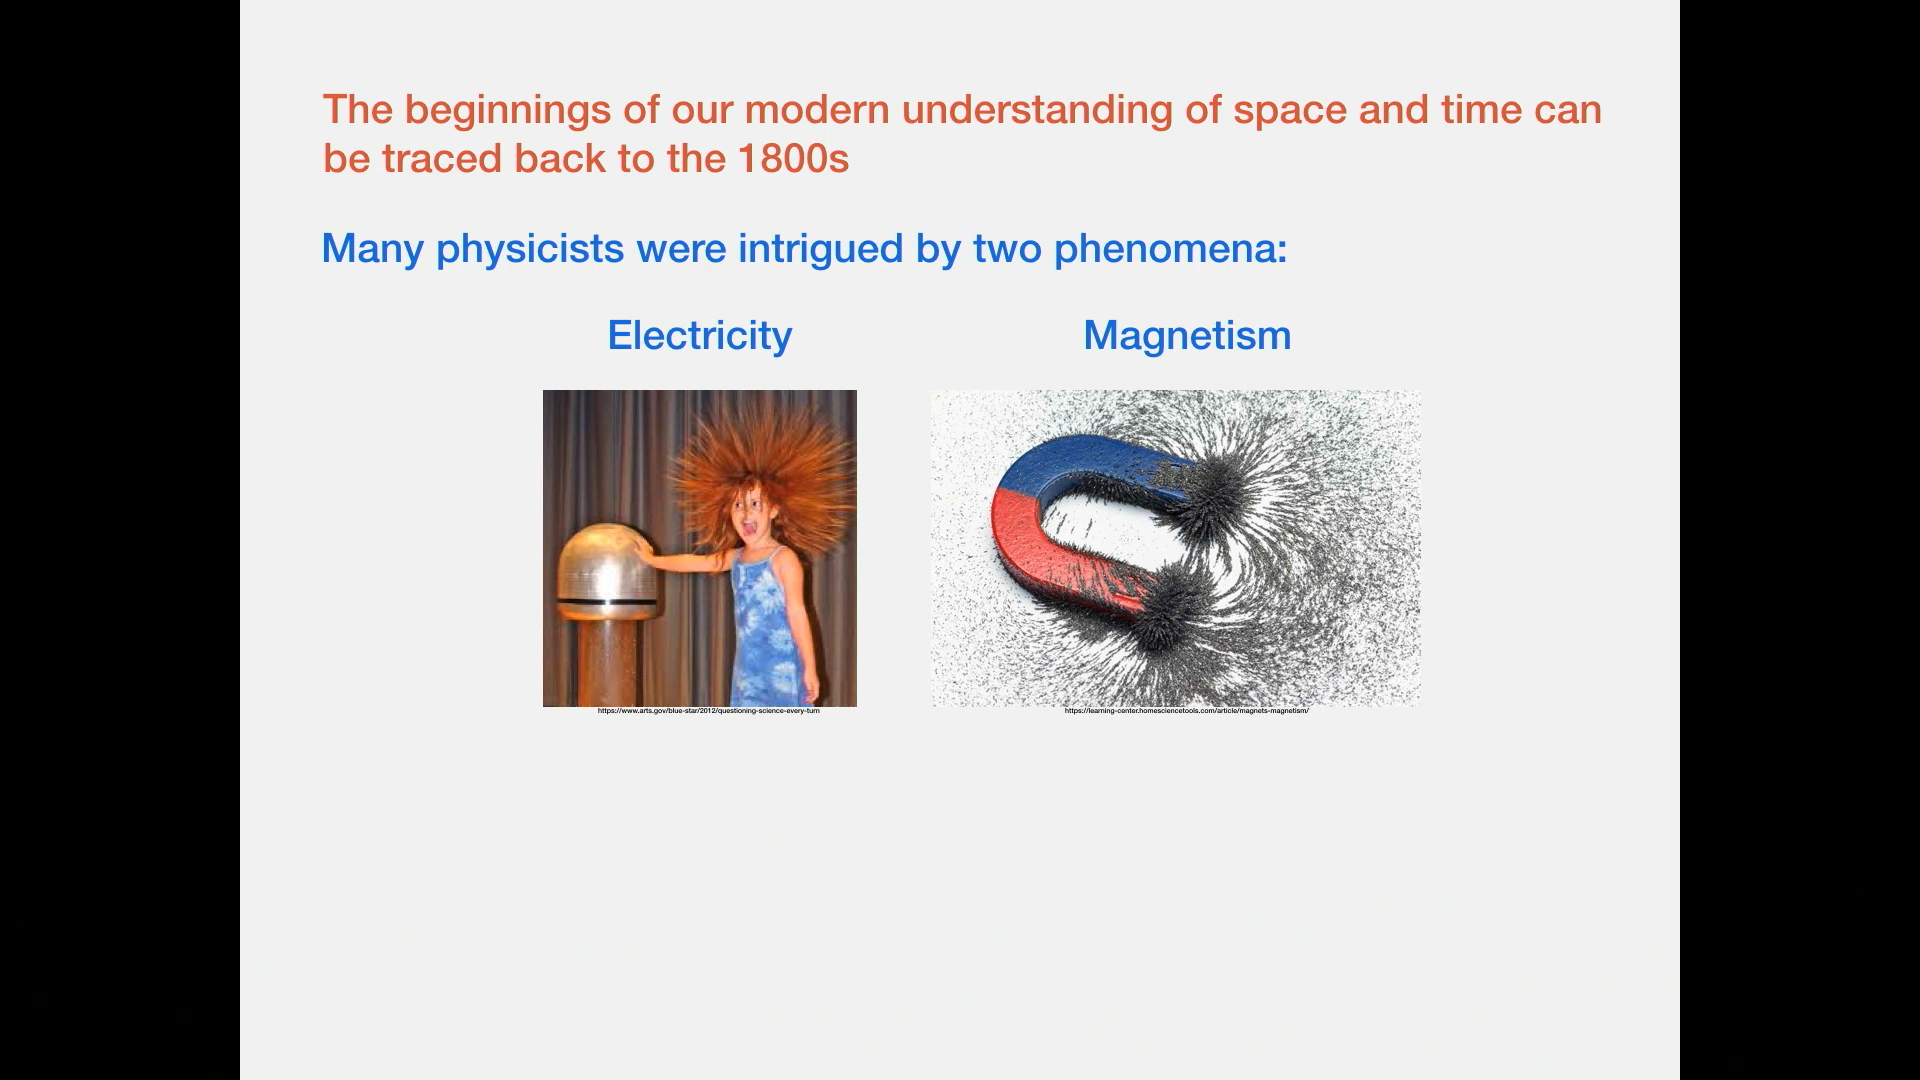 The beginnings of our modern understanding of space and time can
be traced back to the 1800s
Many physicists were intrigued by two phenomena:
Electricity
Magnetism
https://www.arts.gov/blue-star/2012/questioning-science-every-turn
https://learning-center.homesciencetools.com/article/magnets-magnetism/